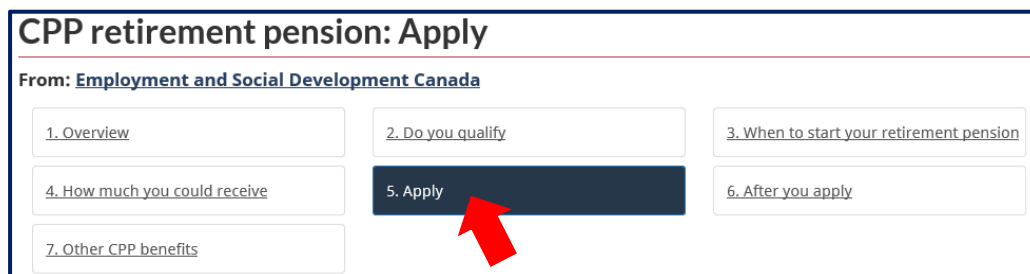 CPP retirement pension: Apply
From: Employment and Social Development Canada
1. Overview
2. Do you qualify
3. When to start your retirement pension
4. How much you could receive
5. Apply
6. After you apply
7. Other CPP benefits